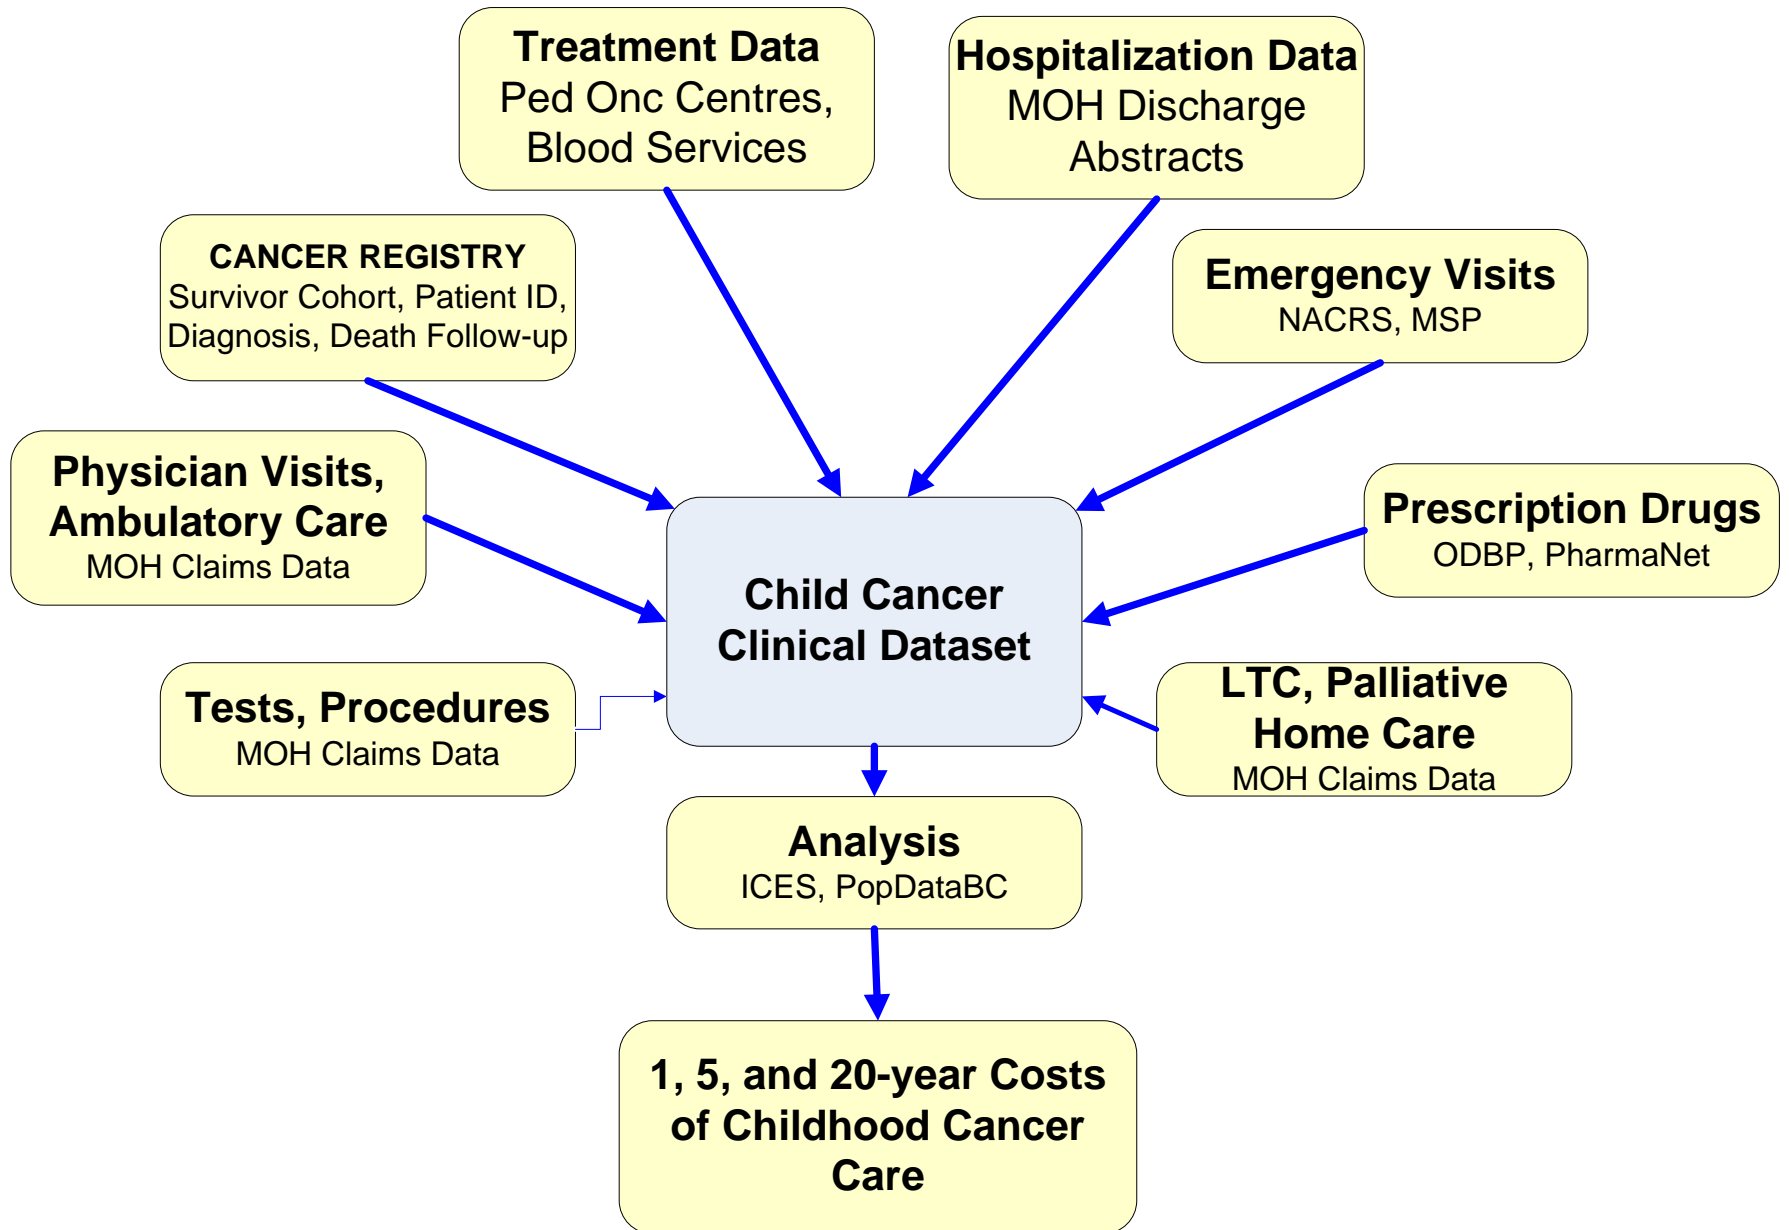 Treatment Data
Ped Onc Centres,
Blood Services
Hospitalization Data
MOH Discharge
Abstracts
CANCER REGISTRY
Survivor Cohort, Patient ID,
Diagnosis, Death Follow-up
Emergency Visits
NACRS, MSP
Physician Visits,
Ambulatory Care
MOH Claims Data
Prescription Drugs
ODBP, PharmaNet
Child Cancer
Clinical Dataset
Tests, Procedures
MOH Claims Data
LTC, Palliative
Home Care
MOH Claims Data
Analysis
ICES, PopDataBC
1, 5, and 20-year Costs
of Childhood Cancer
Care